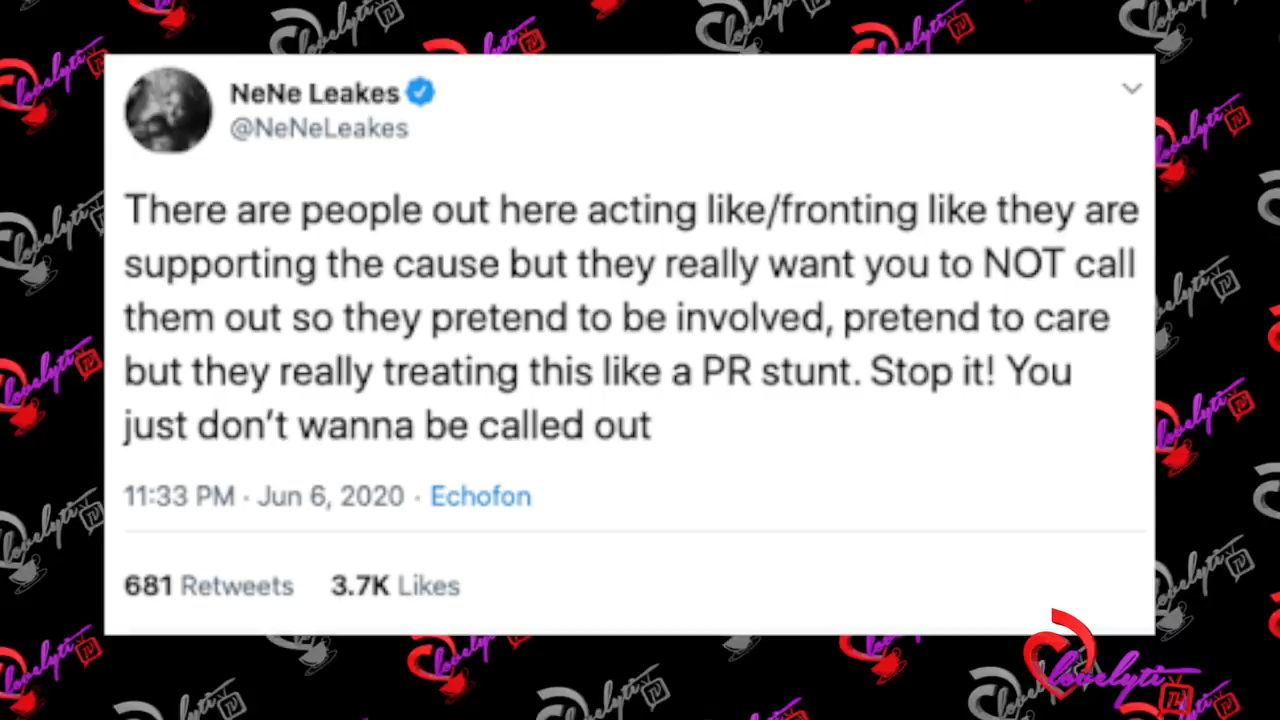 NeNe Leakes
@NeNeLeakes
There are people out here acting like/fronting like they are
supporting the cause but they really want you to NOT call
them out so they pretend to be involved, pretend to care
but they really treating this like a PR stunt. Stop it! You
just don’t wanna be called out
11:33 PM · Jun 6, 2020 · Echofon
681 Retweets 3.7K Likes
lovelyti TV